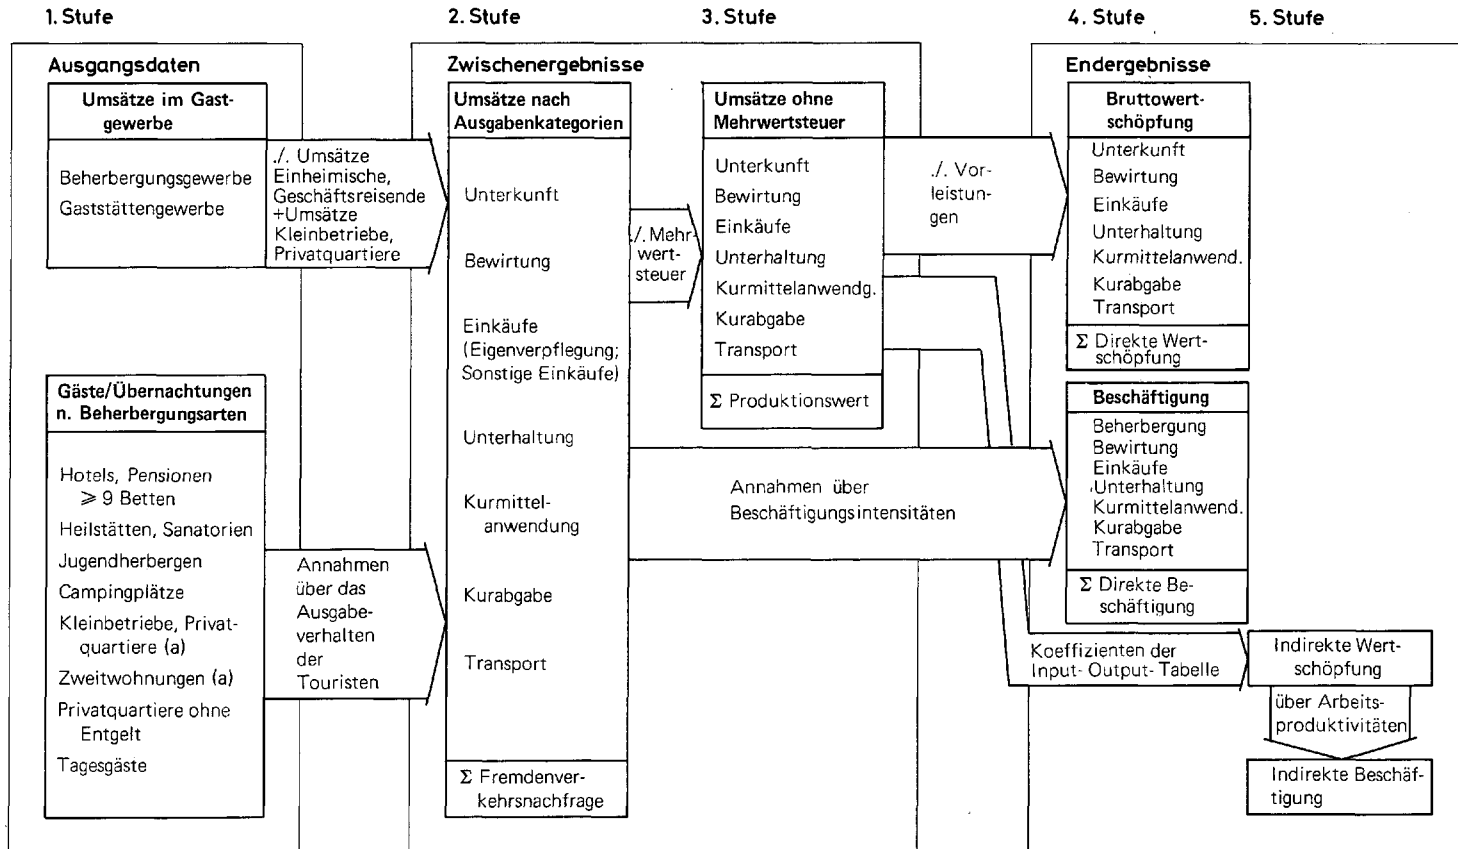 1. Stufe
2. Stufe
3. Stufe
4. Stufe
5. Stufe
Ausgangsdaten
Umsätze im Gast-
gewerbe
Beherbergungsgewerbe
Gaststättengewerbe
./. Umsätze
Einheimische,
Geschäftsreisende
+Umsätze
Kleinbetriebe,
Privatquartiere
Gäste/Übernachtungen
n. Beherbergungsarten
Hotels, Pensionen
⩾ 9 Betten
Heilstätten, Sanatorien
Jugendherbergen
Campingplätze
Kleinbetriebe, Privat-
quartiere (a)
Zweitwohnungen (a)
Privatquartiere ohne
Entgelt
Tagesgäste
Annahmen
über das
Ausgabe-
verhalten
der
Touristen
Zwischenergebnisse
Umsätze nach
Ausgabenkategorien
Unterkunft
Bewirtung
Einkäufe
(Eigenverpflegung;
Sonstige Einkäufe)
Unterhaltung
Kurmittel-
anwendung
Kurabgabe
Transport
Σ Fremdenver-
kehrsnachfrage
./. Mehr-
wert-
steuer
Umsätze ohne
Mehrwertsteuer
Unterkunft
Bewirtung
Einkäufe
Unterhaltung
Kurmittelanwendg.
Kurabgabe
Transport
Σ Produktionswert
./. Vor-
leistun-
gen
Annahmen über
Beschäftigungsintensitäten
Endergebnisse
Bruttowert-
schöpfung
Unterkunft
Bewirtung
Einkäufe
Unterhaltung
Kurmittelanwend.
Kurabgabe
Transport
Σ Direkte Wert-
schöpfung
Beschäftigung
Beherbergung
Bewirtung
Einkäufe
Unterhaltung
Kurmittelanwend.
Kurabgabe
Transport
Σ Direkte Be-
schäftigung
Koeffizienten der
Input-Output-Tabelle
Indirekte Wert-
schöpfung
über Arbeits-
produktivitäten
Indirekte Beschäf-
tigung